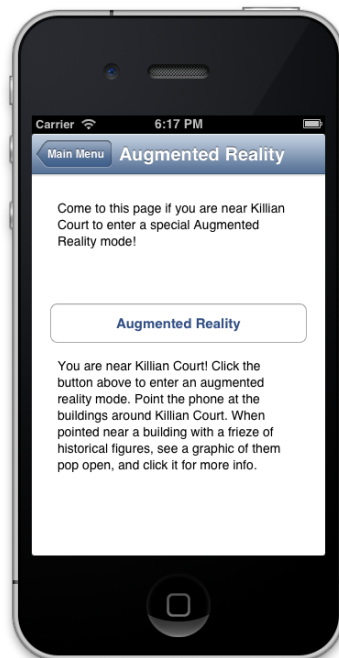 Carrier 6:17 PM
Main Menu Augmented Reality
Come to this page if you are near Killian
Court to enter a special Augmented
Reality mode!
Augmented Reality
You are near Killian Court! Click the
button above to enter an augmented
reality mode. Point the phone at the
buildings around Killian Court. When
pointed near a building with a frieze of
historical figures, see a graphic of them
pop open, and click it for more info.